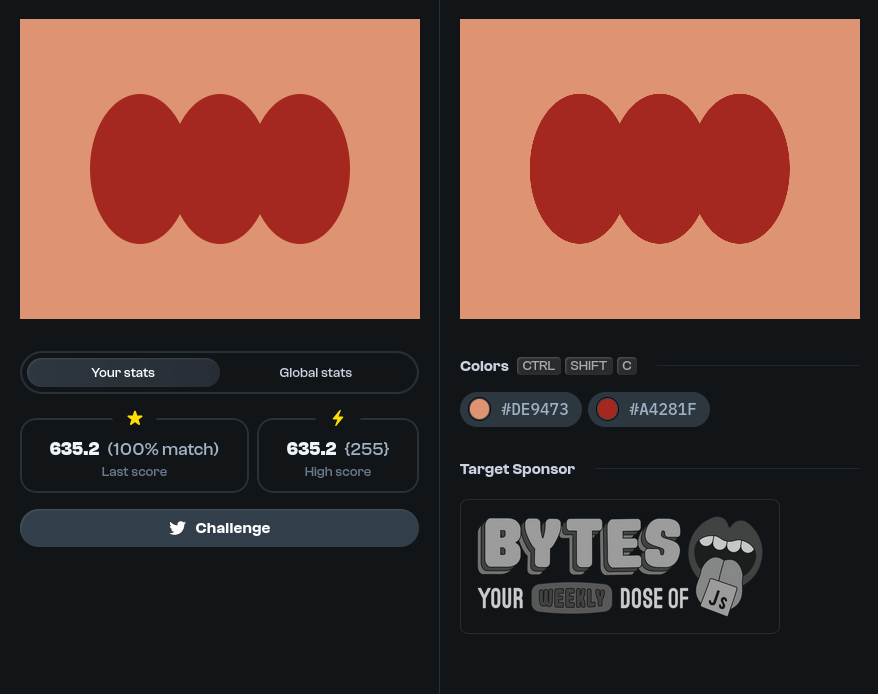 Your stats
Global stats
635.2 (100% match)
Last score
635.2 {255}
High score
Challenge
Colors CTRL SHIFT C
#DE9473
#A4281F
Target Sponsor
BYTES
YOUR WEEKLY DOSE OF JS